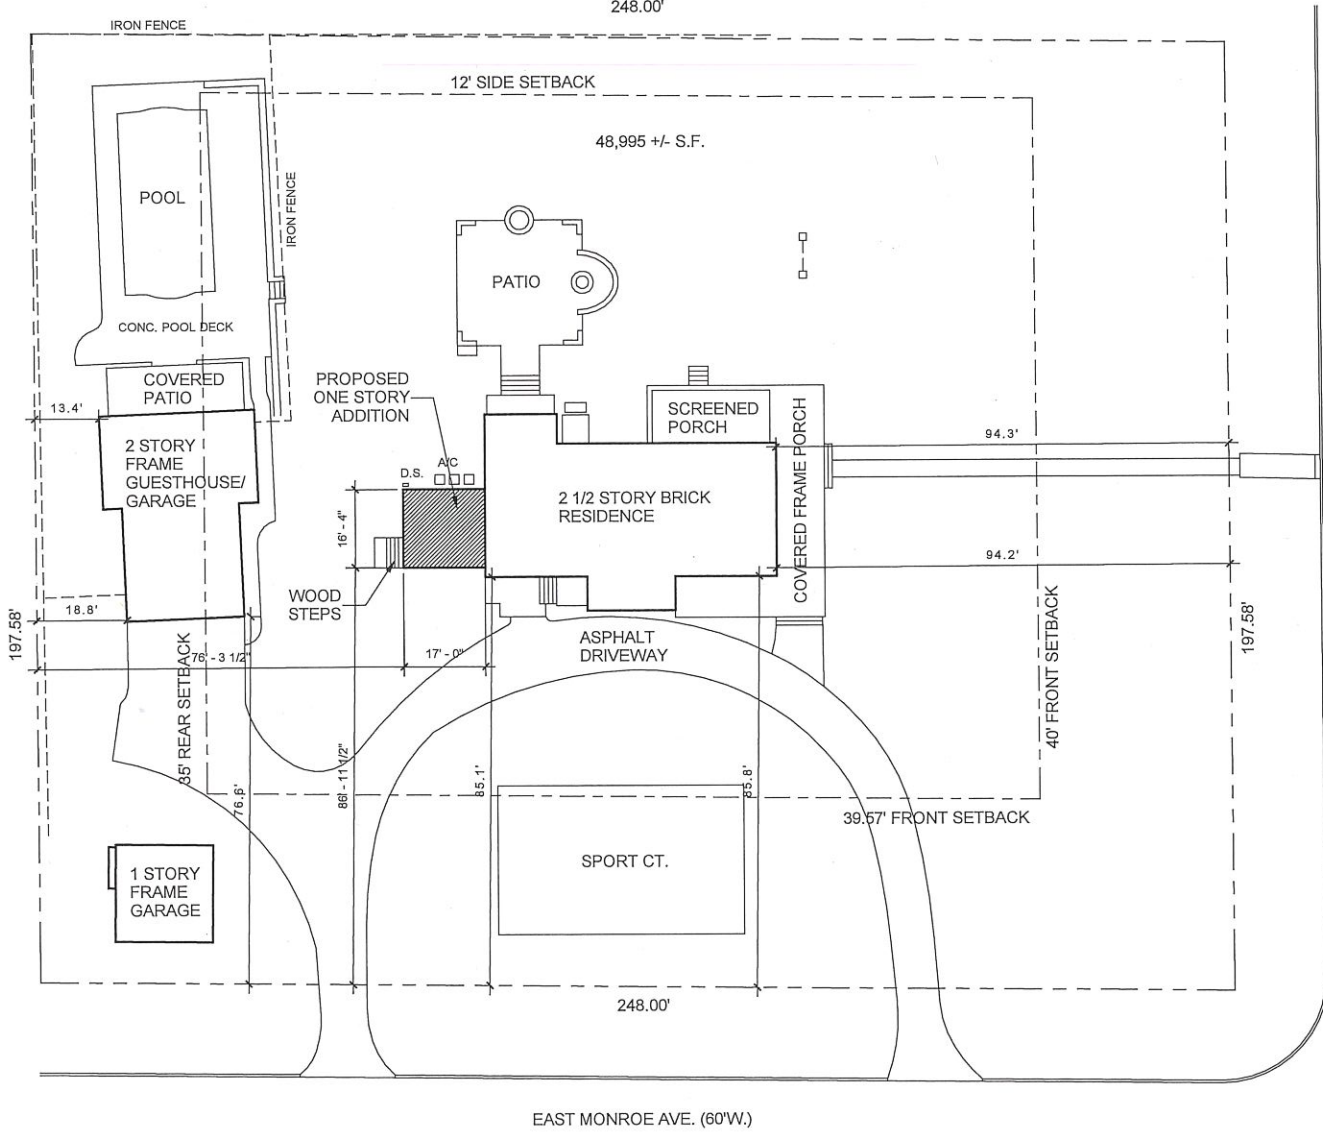 248.00'
IRON FENCE
12' SIDE SETBACK
48,995 +/- S.F.
POOL
IRON FENCE
PATIO
CONC. POOL DECK
COVERED
PATIO
PROPOSED
ONE STORY
ADDITION
13.4'
SCREENED
PORCH
COVERED FRAME PORCH
94.3'
2 STORY
FRAME
GUESTHOUSE/
GARAGE
D.S.
A/C
2 1/2 STORY BRICK
RESIDENCE
16' - 4"
94.2'
WOOD
STEPS
18.8'
197.58'
76' - 3 1/2"
17' - 0"
ASPHALT
DRIVEWAY
40' FRONT SETBACK
197.58'
35' REAR SETBACK
76.6'
86' - 11 1/2"
85.1'
85.8'
39.57' FRONT SETBACK
1 STORY
FRAME
GARAGE
SPORT CT.
248.00'
EAST MONROE AVE. (60'W.)